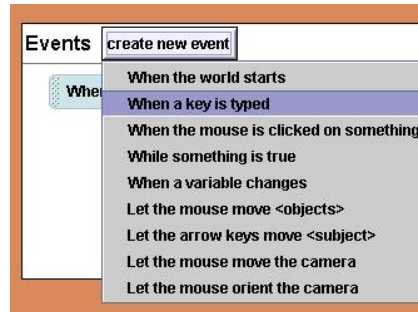 Events create new event
When the world starts
When a key is typed
When the mouse is clicked on something
While something is true
When a variable changes
Let the mouse move <objects>
Let the arrow keys move <subject>
Let the mouse move the camera
Let the mouse orient the camera